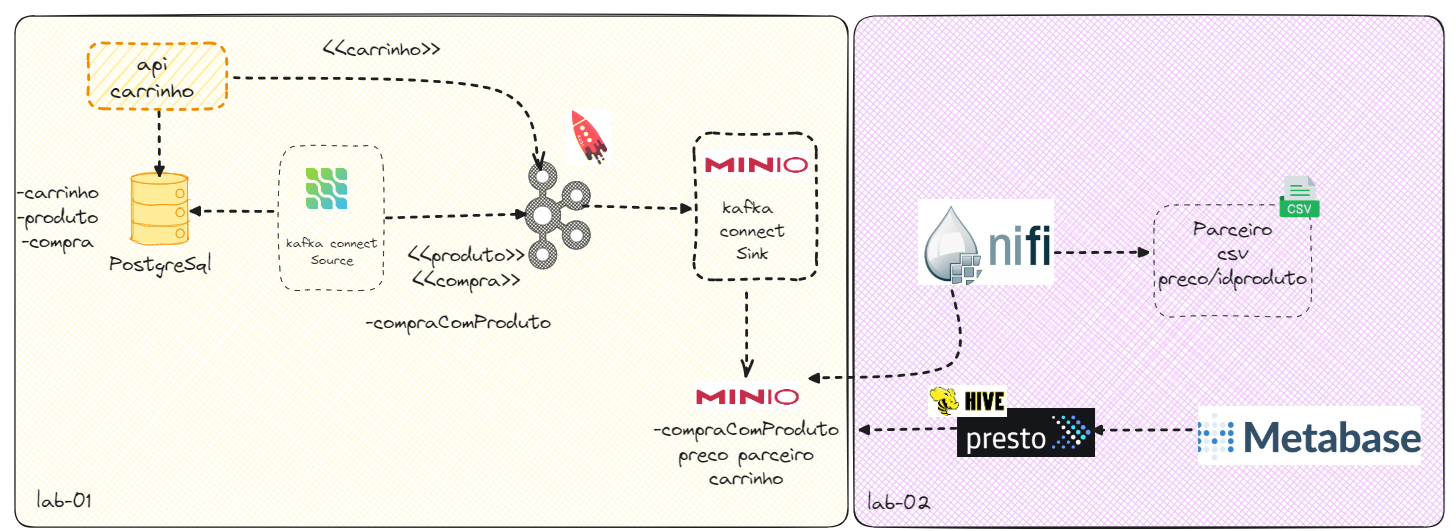 <<carrinho>>
api
carrinho
-carrinho
-produto
-compra
PostgreSql
kafka connect
Source
<<produto>>
<<compra>>
-compraComProduto
MINIO
kafka
connect
Sink
MINIO
-compraComProduto
preco parceiro
carrinho
lab-01
nifi
CSV
Parceiro
csv
preco/idproduto
HIVE
presto
Metabase
lab-02